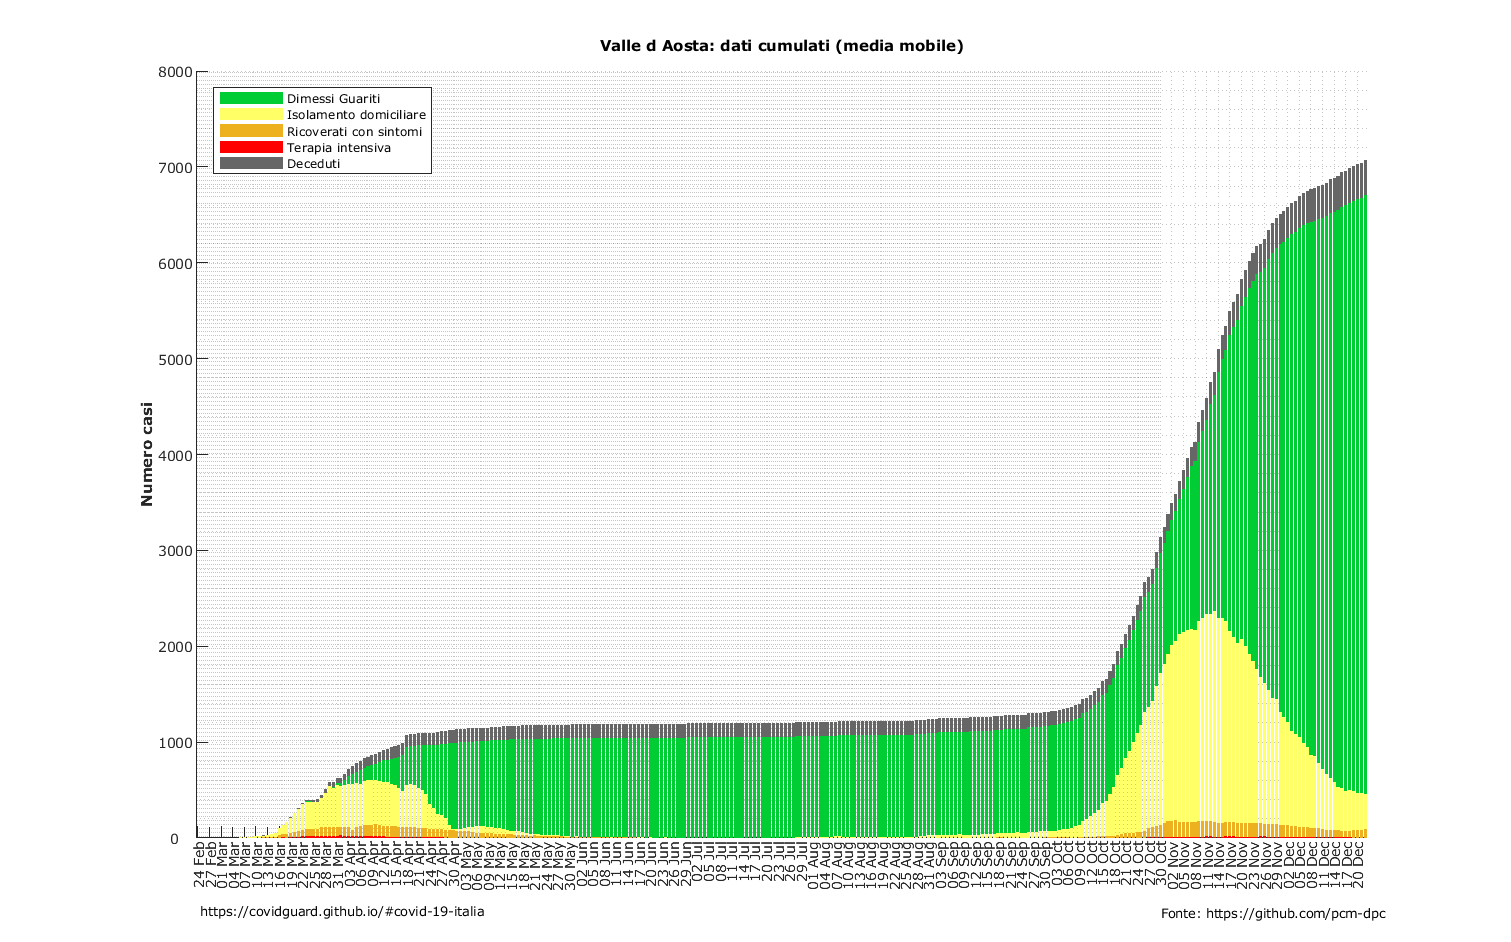 Valle d Aosta: dati cumulati (media mobile)
8000
7000
6000
5000
4000
3000
2000
1000
0
Numero casi
Dimessi Guariti
Isolamento domiciliare
Ricoverati con sintomi
Terapia intensiva
Deceduti
24 Feb
27 Feb
01 Mar
04 Mar
07 Mar
10 Mar
13 Mar
16 Mar
19 Mar
22 Mar
25 Mar
28 Mar
31 Mar
03 Apr
06 Apr
09 Apr
12 Apr
15 Apr
18 Apr
21 Apr
24 Apr
27 Apr
30 Apr
03 May
06 May
09 May
12 May
15 May
18 May
21 May
24 May
27 May
30 May
02 Jun
05 Jun
08 Jun
11 Jun
14 Jun
17 Jun
20 Jun
23 Jun
26 Jun
29 Jun
02 Jul
05 Jul
08 Jul
11 Jul
14 Jul
17 Jul
20 Jul
23 Jul
26 Jul
29 Jul
01 Aug
04 Aug
07 Aug
10 Aug
13 Aug
16 Aug
19 Aug
22 Aug
25 Aug
28 Aug
31 Aug
03 Sep
06 Sep
09 Sep
12 Sep
15 Sep
18 Sep
21 Sep
24 Sep
27 Sep
30 Sep
03 Oct
06 Oct
09 Oct
12 Oct
15 Oct
18 Oct
21 Oct
24 Oct
27 Oct
30 Oct
02 Nov
05 Nov
08 Nov
11 Nov
14 Nov
17 Nov
20 Nov
23 Nov
26 Nov
29 Nov
02 Dec
05 Dec
08 Dec
11 Dec
14 Dec
17 Dec
20 Dec
https://covidguard.github.io/#covid-19-italia
Fonte: https://github.com/pcm-dpc